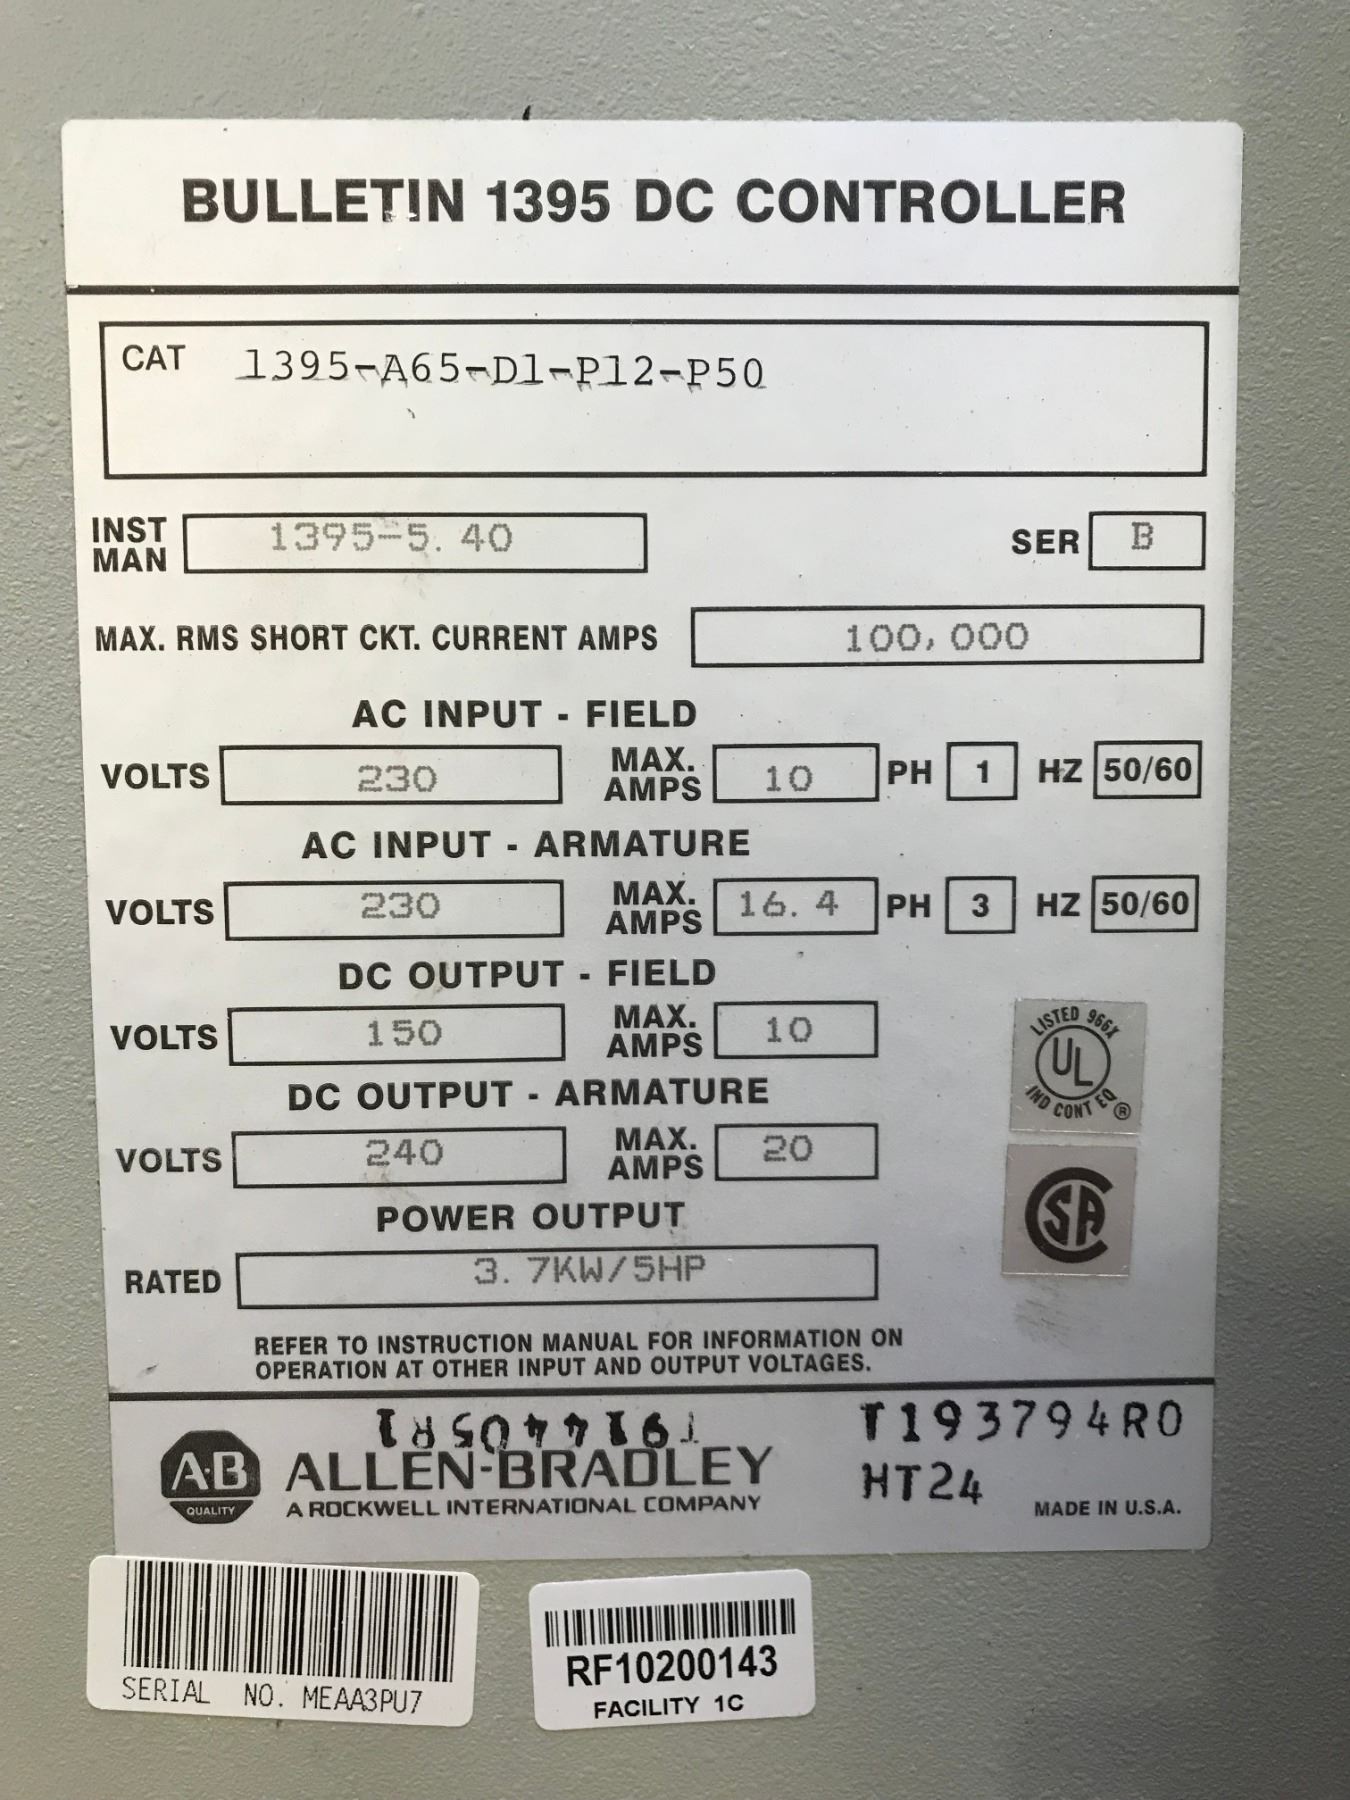 BULLETIN 1395 DC CONTROLLER
CAT 1395-A65-D1-P12-P50
INST MAN 1395-5.40 SER B
MAX. RMS SHORT CKT. CURRENT AMPS 100,000
AC INPUT - FIELD
VOLTS 230 MAX. AMPS 10 PH 1 HZ 50/60
AC INPUT - ARMATURE
VOLTS 230 MAX. AMPS 16.4 PH 3 HZ 50/60
DC OUTPUT - FIELD
VOLTS 150 MAX. AMPS 10
LISTED 966X
UL
IND CONT EQ ®
DC OUTPUT - ARMATURE
VOLTS 240 MAX. AMPS 20
SA
POWER OUTPUT
RATED 3.7KW/5HP
REFER TO INSTRUCTION MANUAL FOR INFORMATION ON
OPERATION AT OTHER INPUT AND OUTPUT VOLTAGES.
T193794R0
HT24
A-B
QUALITY
ALLEN-BRADLEY
A ROCKWELL INTERNATIONAL COMPANY
MADE IN U.S.A.
SERIAL NO. MEAA3PU7
RF10200143
FACILITY 1C